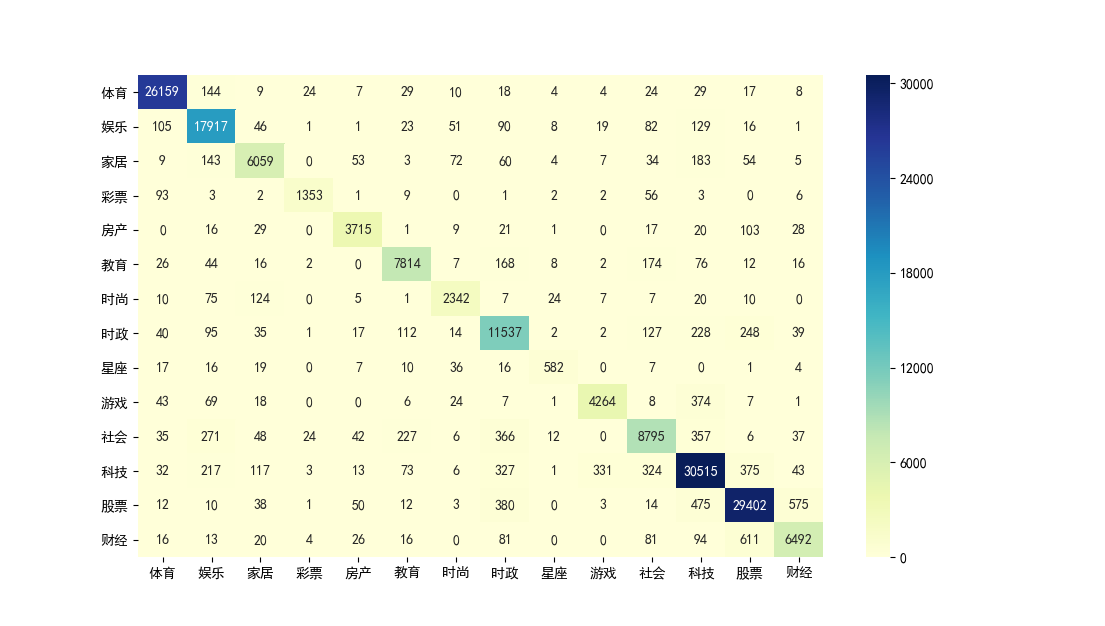 体育 26159 144 9 24 7 29 10 18 4 4 24 29 17 8
娱乐 105 17917 46 1 1 23 51 90 8 19 82 129 16 1
家居 9 143 6059 0 53 3 72 60 4 7 34 183 54 5
彩票 93 3 2 1353 1 9 0 1 2 2 56 3 0 6
房产 0 16 29 0 3715 1 9 21 1 0 17 20 103 28
教育 26 44 16 2 0 7814 7 168 8 2 174 76 12 16
时尚 10 75 124 0 5 1 2342 7 24 7 7 20 10 0
时政 40 95 35 1 17 112 14 11537 2 2 127 228 248 39
星座 17 16 19 0 7 10 36 16 582 0 7 0 1 4
游戏 43 69 18 0 0 6 24 7 1 4264 8 374 7 1
社会 35 271 48 24 42 227 6 366 12 0 8795 357 6 37
科技 32 217 117 3 13 73 6 327 1 331 324 30515 375 43
股票 12 10 38 1 50 12 3 380 0 3 14 475 29402 575
财经 16 13 20 4 26 16 0 81 0 0 81 94 611 6492
体育 娱乐 家居 彩票 房产 教育 时尚 时政 星座 游戏 社会 科技 股票 财经
30000
24000
18000
12000
6000
0